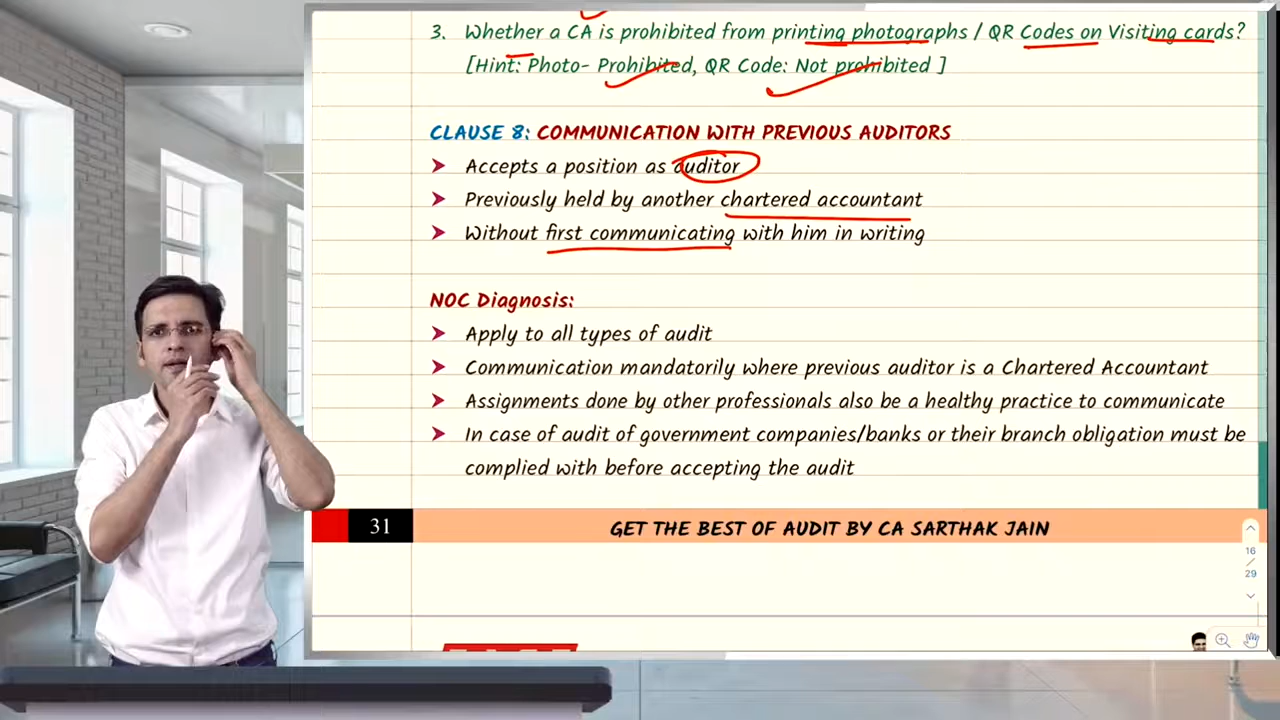 3. Whether a CA is prohibited from printing photographs / QR Codes on Visiting cards?
[Hint: Photo- Prohibited, QR Code: Not prohibited ]
CLAUSE 8: COMMUNICATION WITH PREVIOUS AUDITORS
➤ Accepts a position as auditor
➤ Previously held by another chartered accountant
➤ Without first communicating with him in writing
NOC Diagnosis:
➤ Apply to all types of audit
➤ Communication mandatorily where previous auditor is a Chartered Accountant
➤ Assignments done by other professionals also be a healthy practice to communicate
➤ In case of audit of government companies/banks or their branch obligation must be
complied with before accepting the audit
31 GET THE BEST OF AUDIT BY CA SARTHAK JAIN
16
/
29